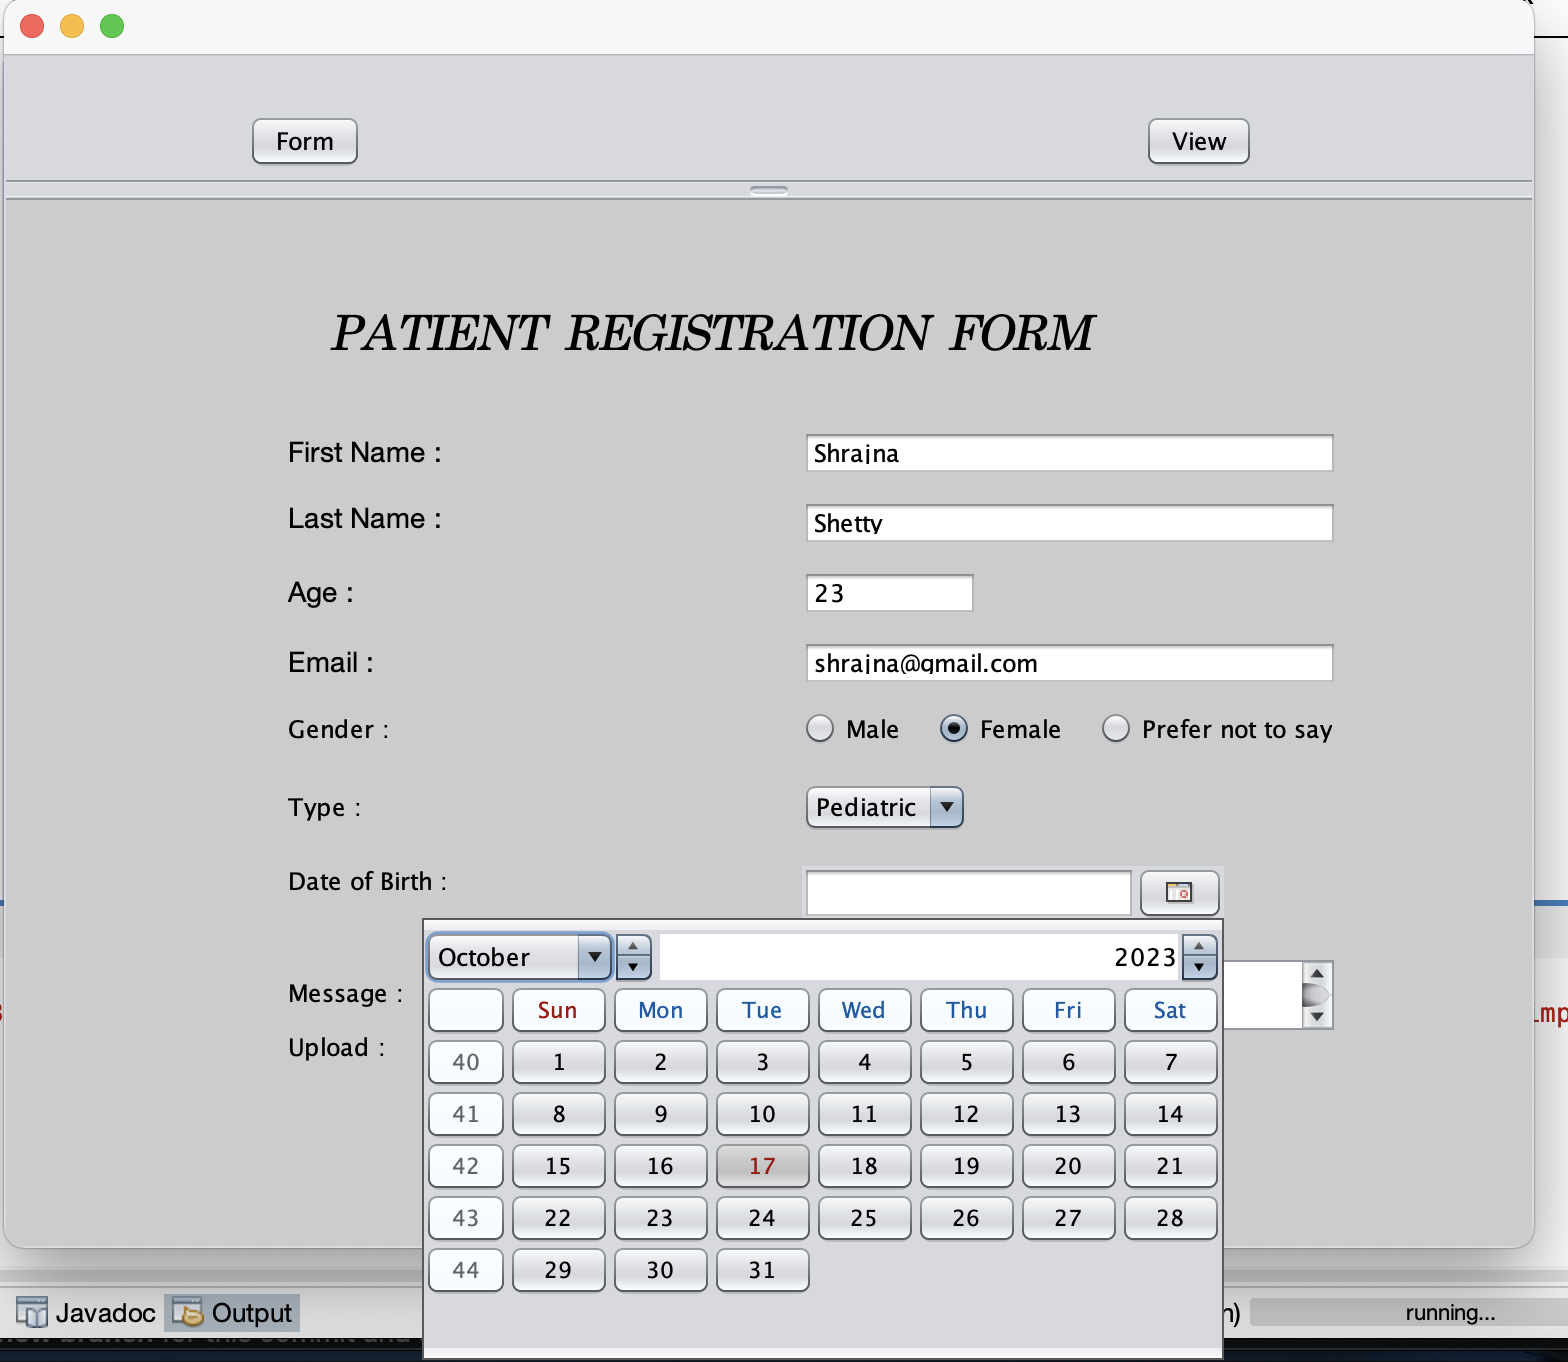 Form View
PATIENT REGISTRATION FORM
First Name : Shrajna
Last Name : Shetty
Age : 23
Email : shrajna@gmail.com
Gender : Male Female Prefer not to say
Type : Pediatric
Date of Birth :
October 2023
Message :
Sun Mon Tue Wed Thu Fri Sat
Upload :
40 1 2 3 4 5 6 7
41 8 9 10 11 12 13 14
42 15 16 17 18 19 20 21
43 22 23 24 25 26 27 28
44 29 30 31
Javadoc Output running...